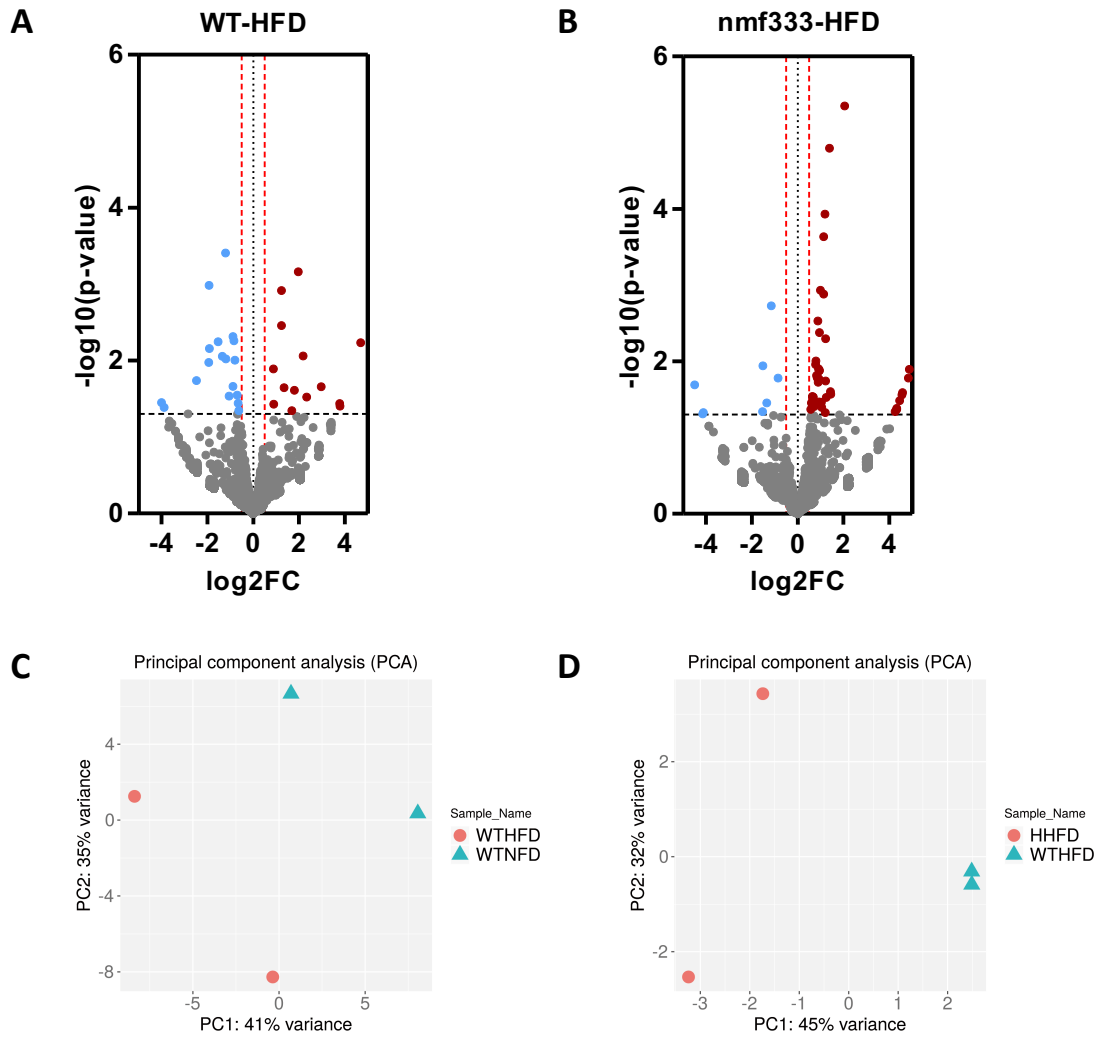 A
WT-HFD
6
4
2
0
-log10(p-value)
-4 -2 0 2 4
log2FC
B
nmf333-HFD
6
4
2
0
-log10(p-value)
-4 -2 0 2 4
log2FC
C
Principal component analysis (PCA)
4
0
-4
-8
PC2: 35% variance
-5 0 5
PC1: 41% variance
Sample_Name
WTHFD
WTNFD
D
Principal component analysis (PCA)
2
0
-2
PC2: 32% variance
-3 -2 -1 0 1 2
PC1: 45% variance
Sample_Name
HHFD
WTHFD